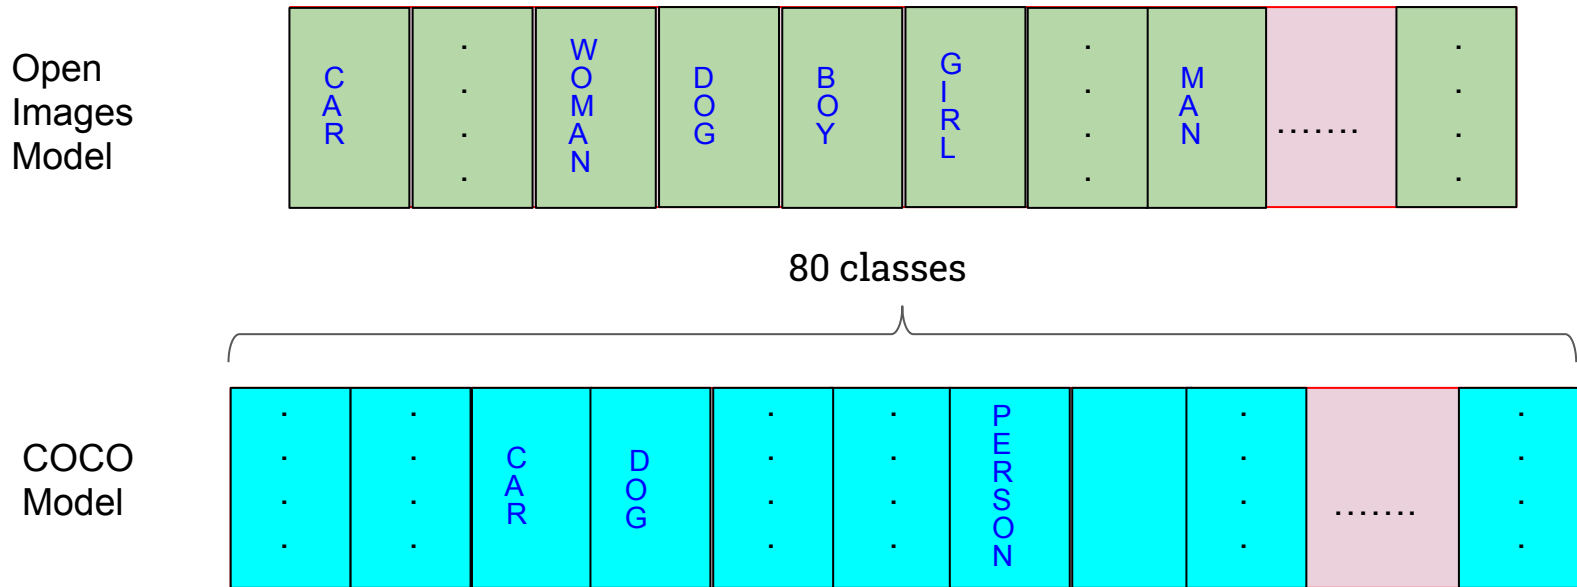 Open
Images
Model
CAR
WOMAN
DOG
BOY
GIRL
MAN
.......
80 classes
COCO
Model
CAR
DOG
PERSON
.......